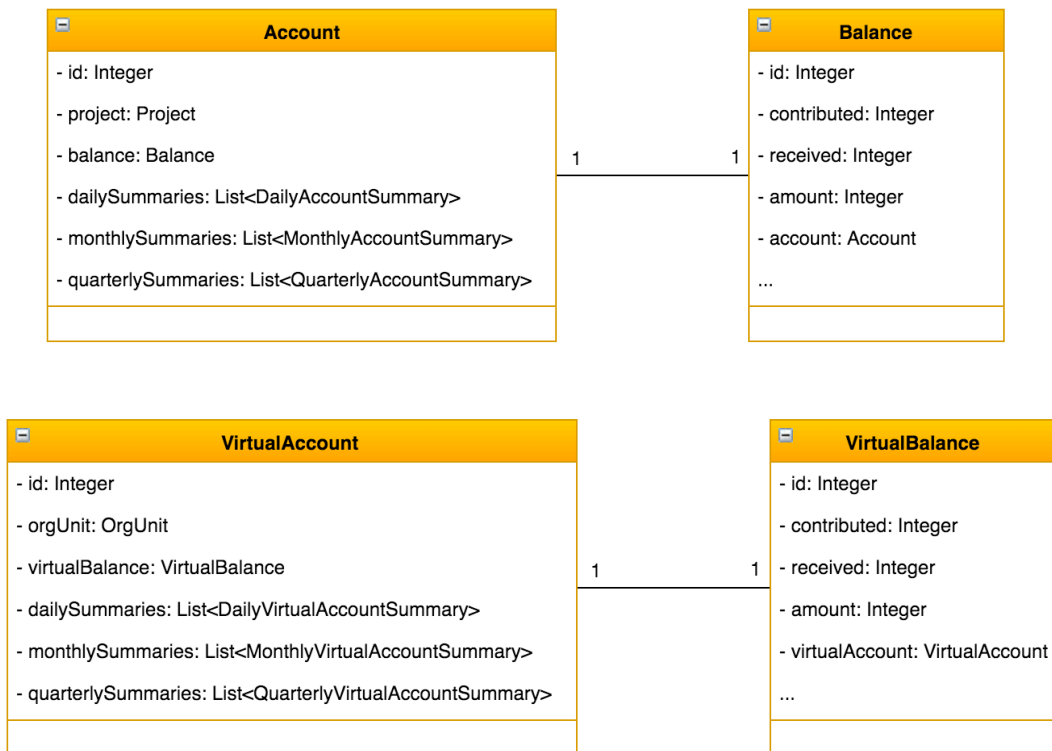 Account
- id: Integer
- project: Project
- balance: Balance
- dailySummaries: List<DailyAccountSummary>
- monthlySummaries: List<MonthlyAccountSummary>
- quarterlySummaries: List<QuarterlyAccountSummary>
1
1
Balance
- id: Integer
- contributed: Integer
- received: Integer
- amount: Integer
- account: Account
...
VirtualAccount
- id: Integer
- orgUnit: OrgUnit
- virtualBalance: VirtualBalance
- dailySummaries: List<DailyVirtualAccountSummary>
- monthlySummaries: List<MonthlyVirtualAccountSummary>
- quarterlySummaries: List<QuarterlyVirtualAccountSummary>
1
1
VirtualBalance
- id: Integer
- contributed: Integer
- received: Integer
- amount: Integer
- virtualAccount: VirtualAccount
...